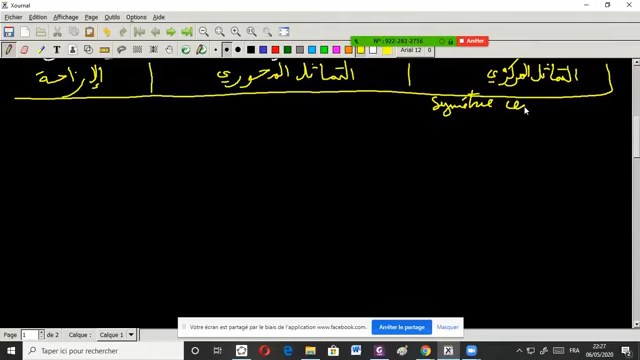 Xournal
Fichier Édition Affichage Page Outils Options Aide
Arial 12
N° : 922-283-2756 Arrêter
التماثل المركزي | التماثل المحوري | الإزاحة
Symétrie cen
Votre écran est partagé par le biais de www.facebook.com. Arrêter le partage Masquer
Page 1 de 2 Calque : Calque 1
Taper ici pour rechercher
FRA 22:27
06/05/2020